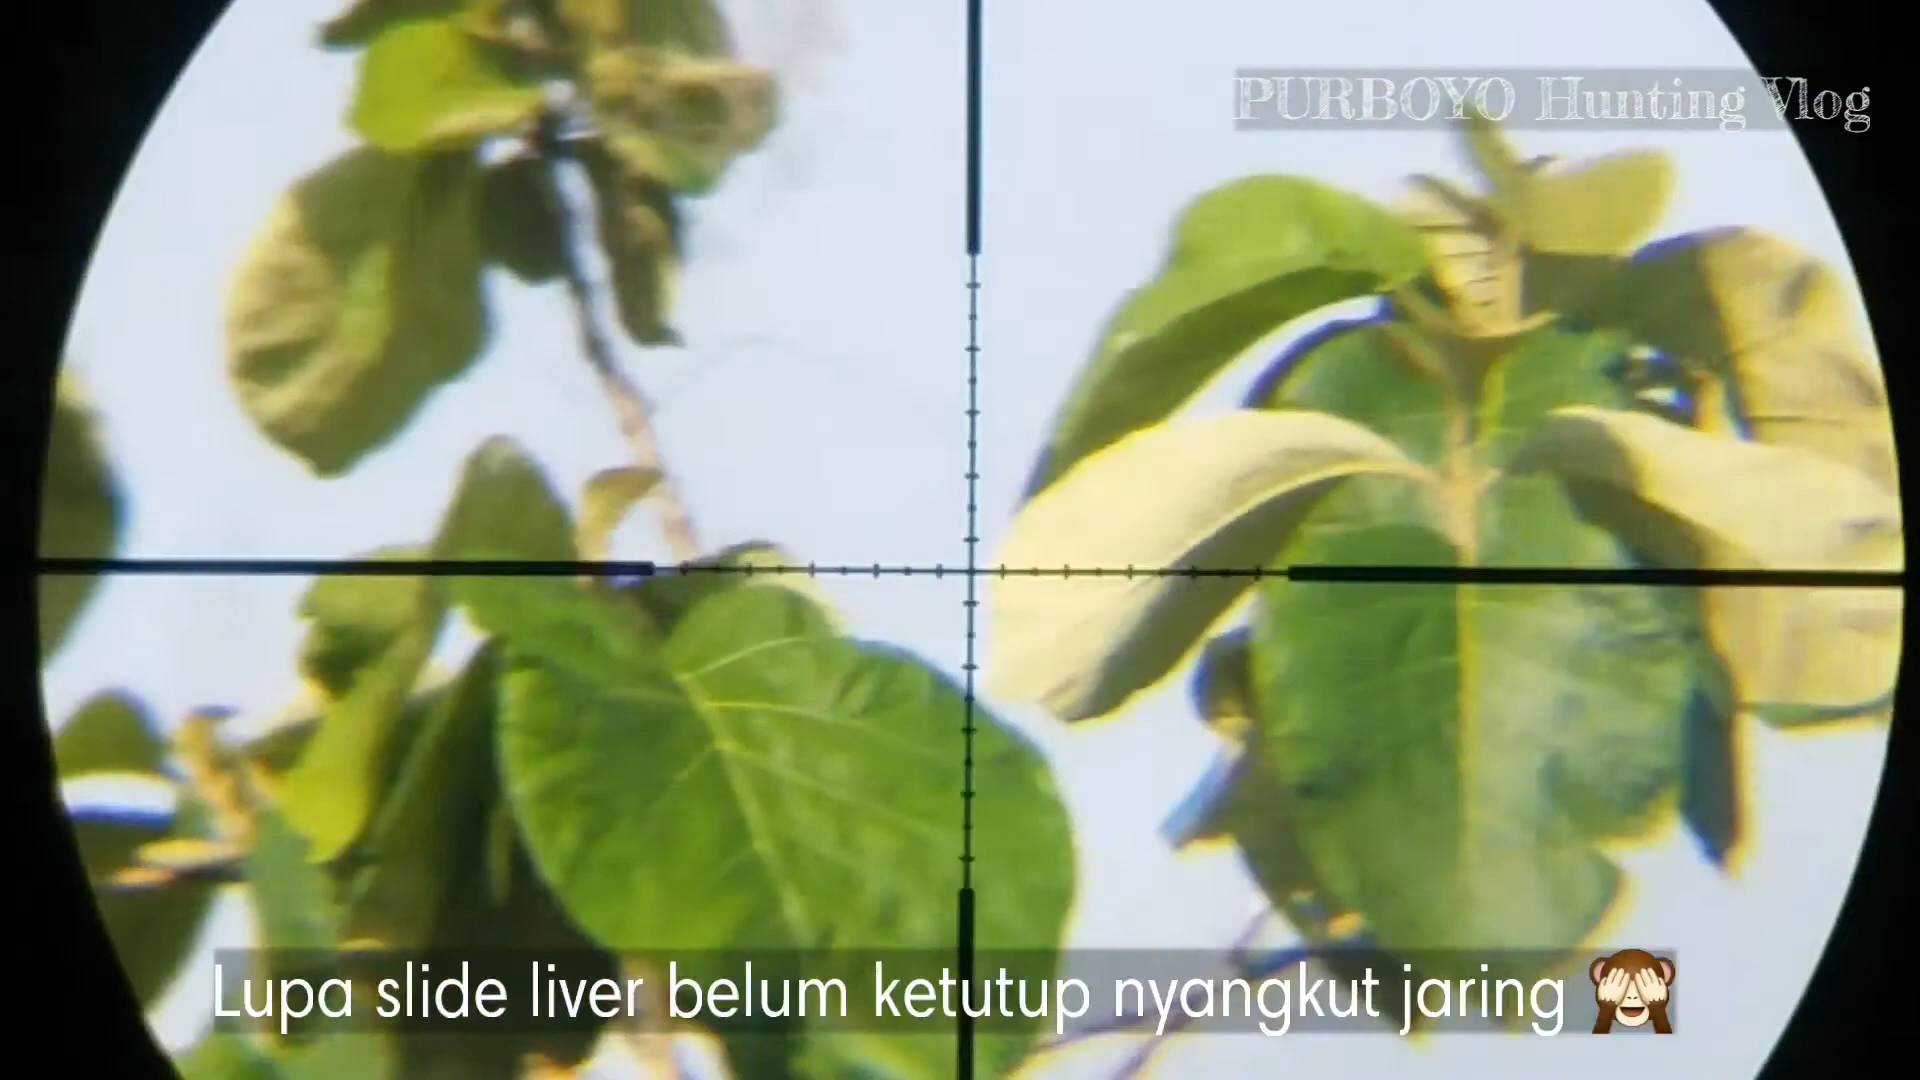 PURBOYO Hunting Vlog
Lupa slide liver belum ketutup nyangkut jaring 🙈